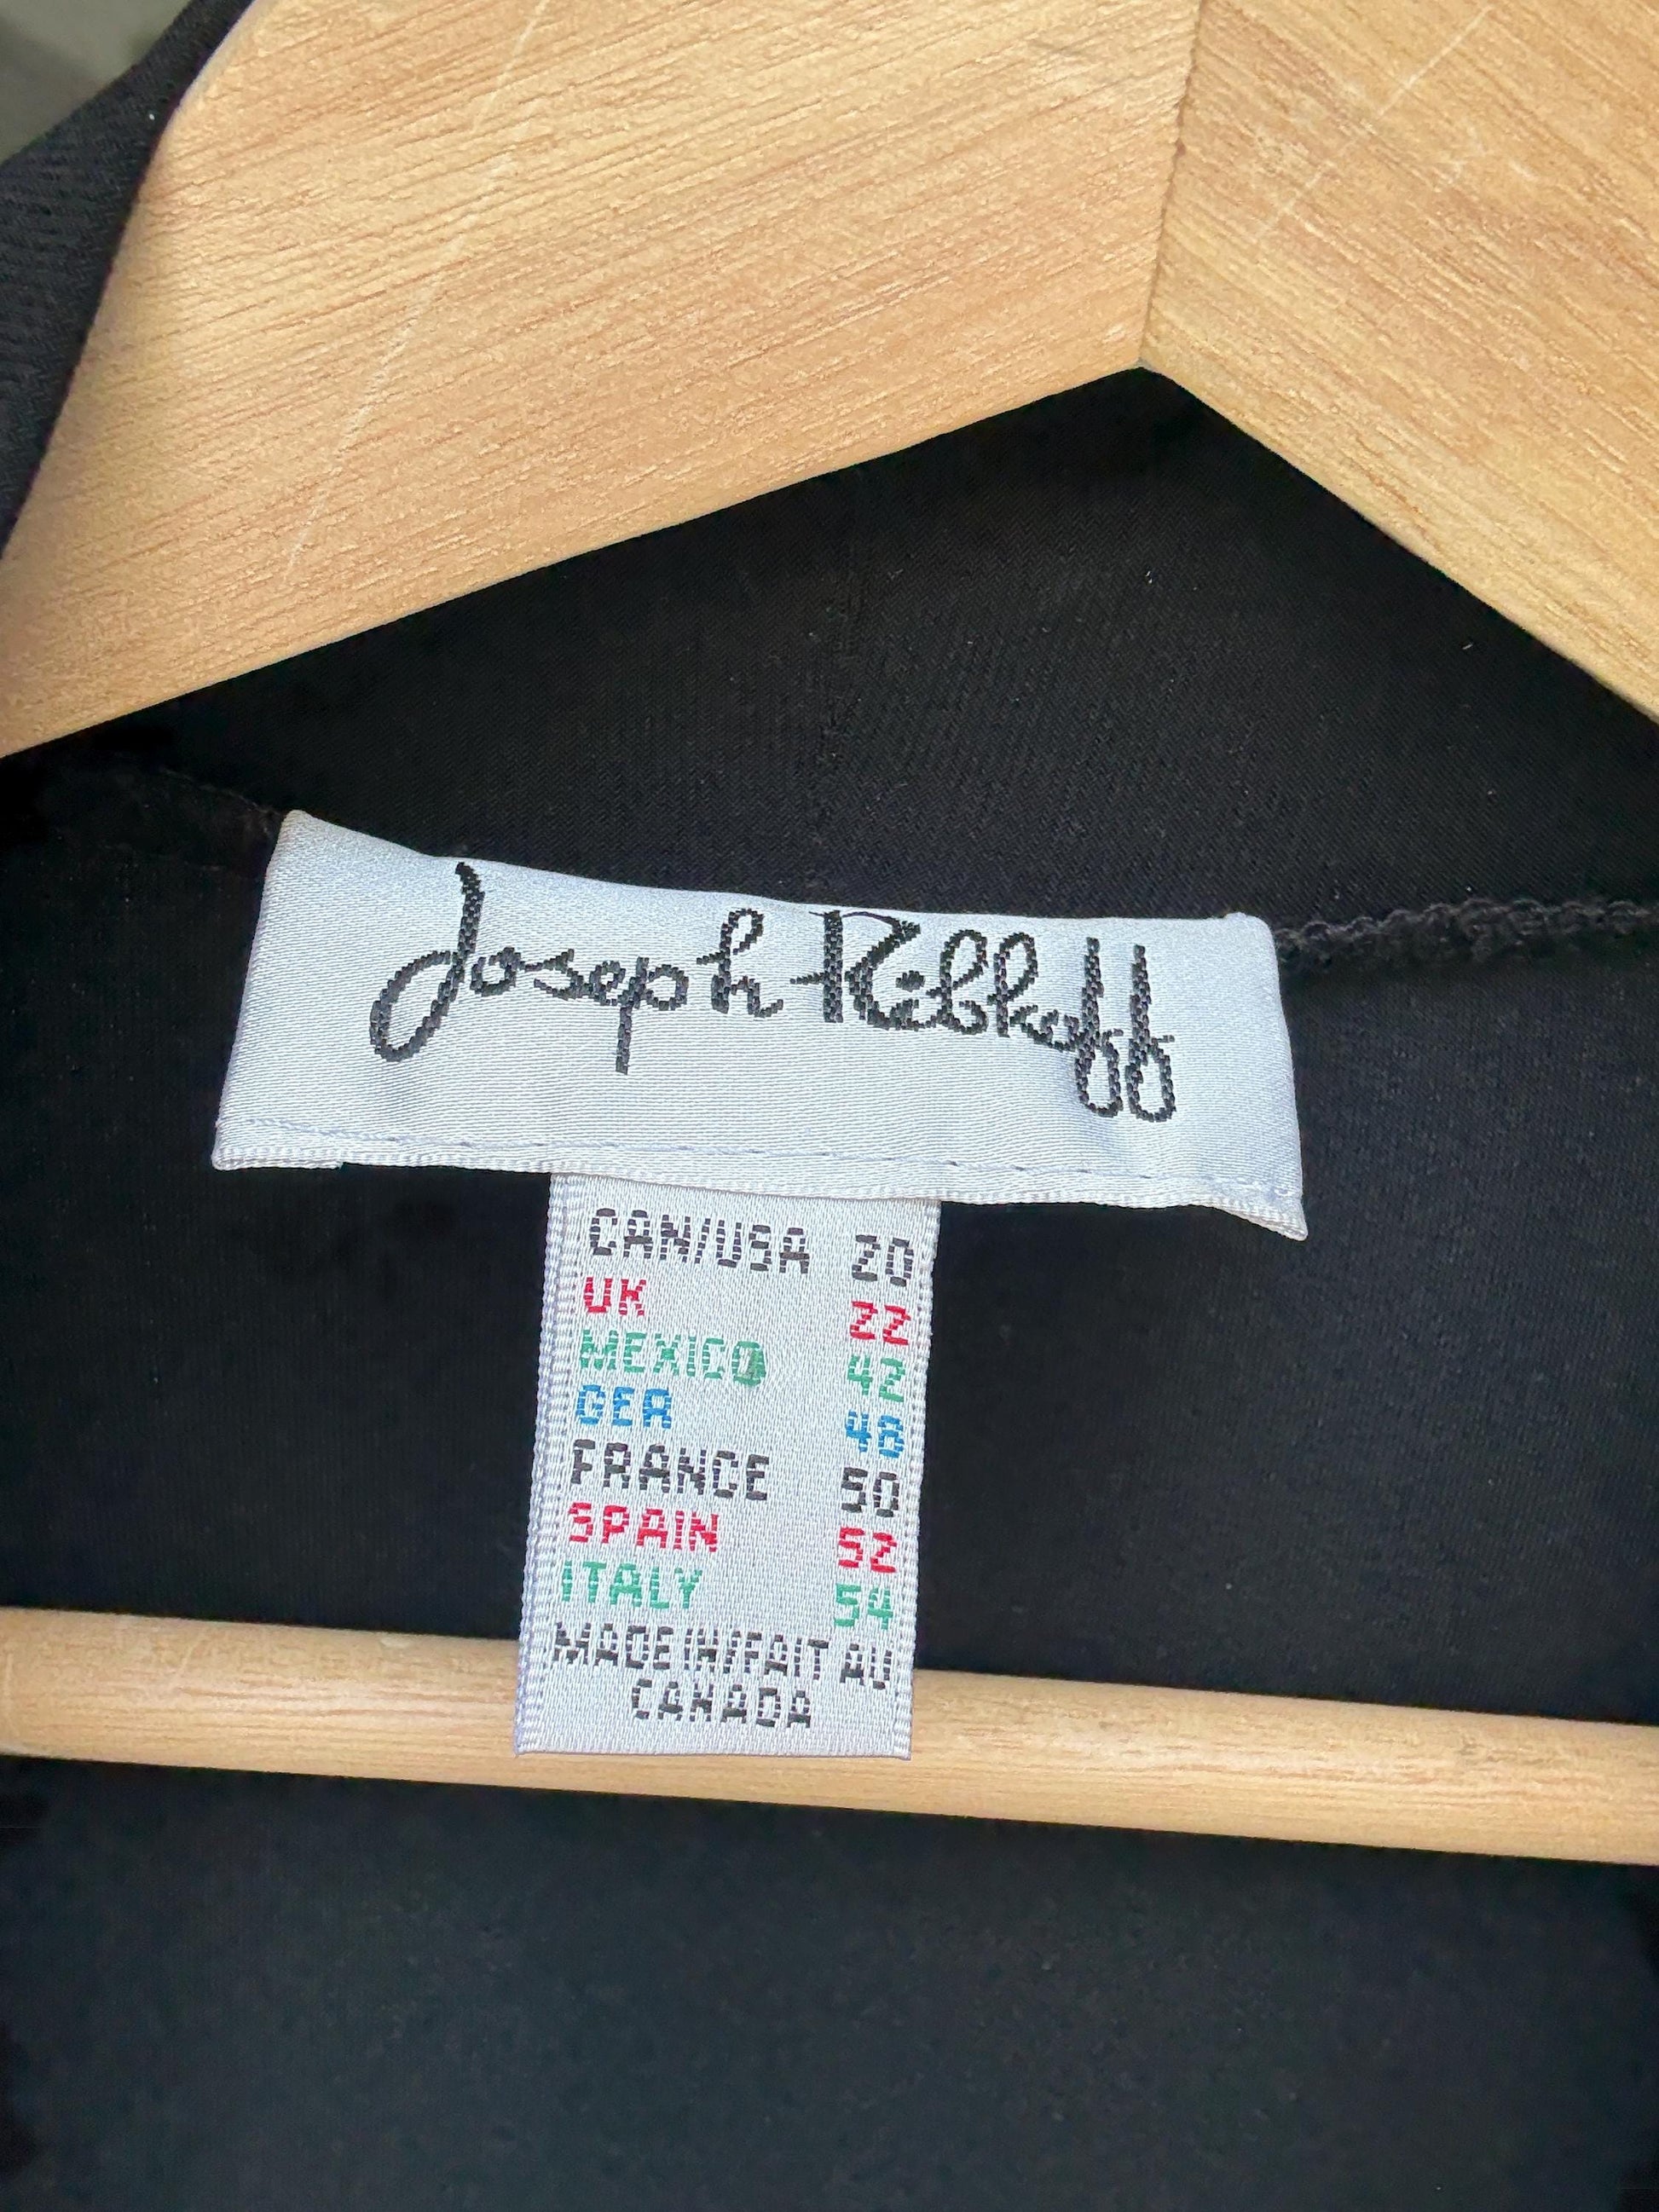 Joseph Ribkoff
CAN/USA 20
UK 22
MEXICO 42
GER 48
FRANCE 50
SPAIN 52
ITALY 54
MADE IN/FAIT AU
CANADA